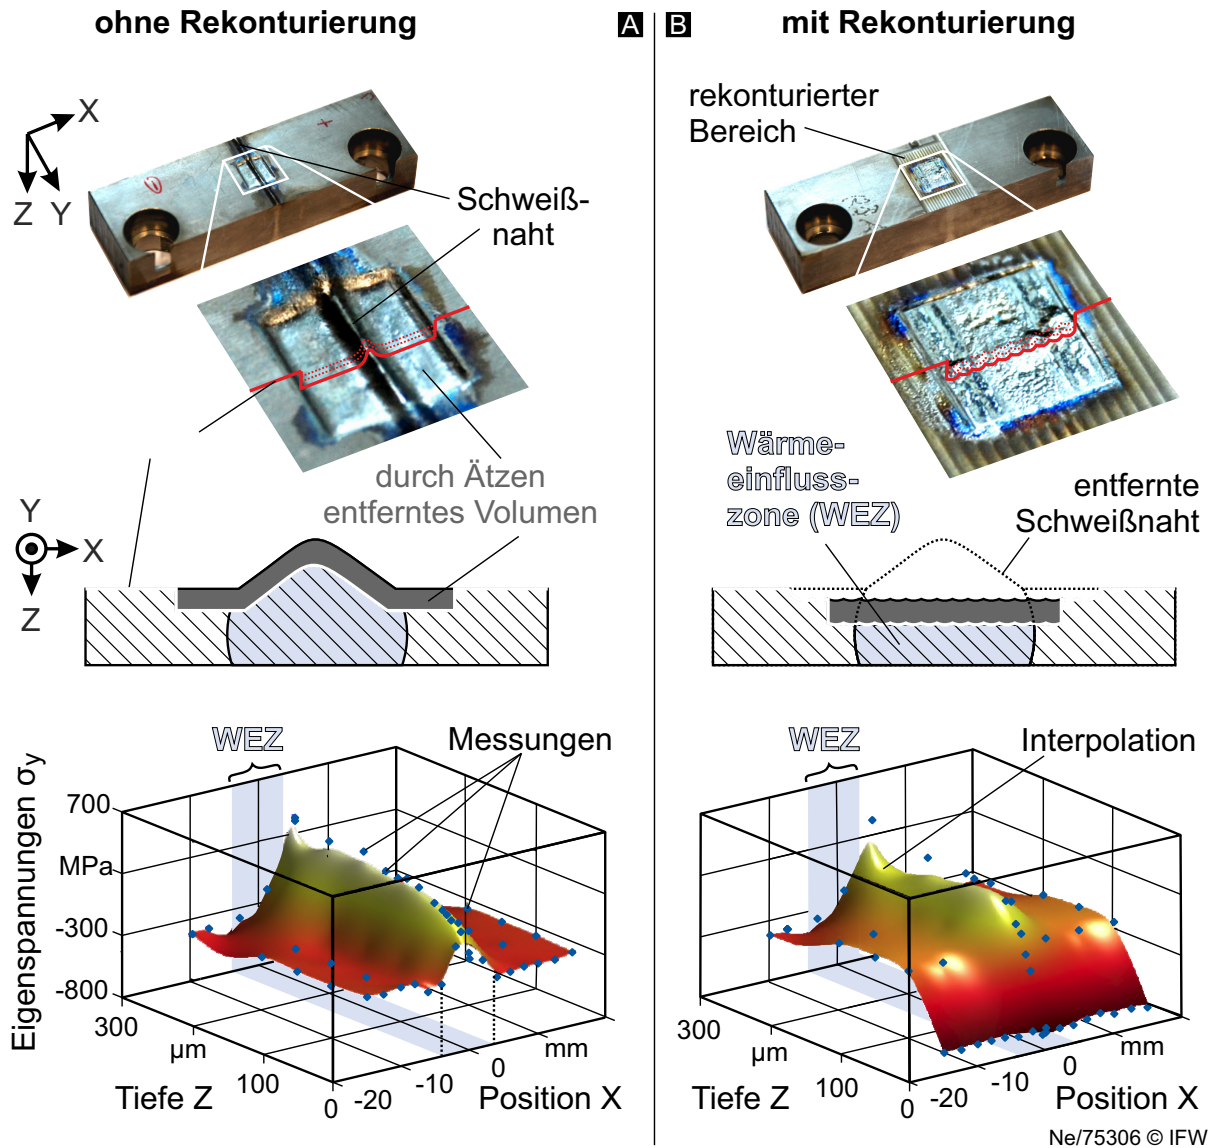 ohne Rekonturierung
A
B
mit Rekonturierung
X
Z
Y
Schweiß-
naht
rekonturierter
Bereich
durch Ätzen
entferntes Volumen
Wärme-
einfluss-
zone (WEZ)
entfernte
Schweißnaht
Y
X
Z
WEZ
Messungen
Eigenspannungen σy
700
MPa
-300
-800
300
µm
100
0
Tiefe Z
-20
-10
0
mm
Position X
WEZ
Interpolation
300
µm
100
0
Tiefe Z
-20
-10
0
mm
Position X
Ne/75306 © IFW